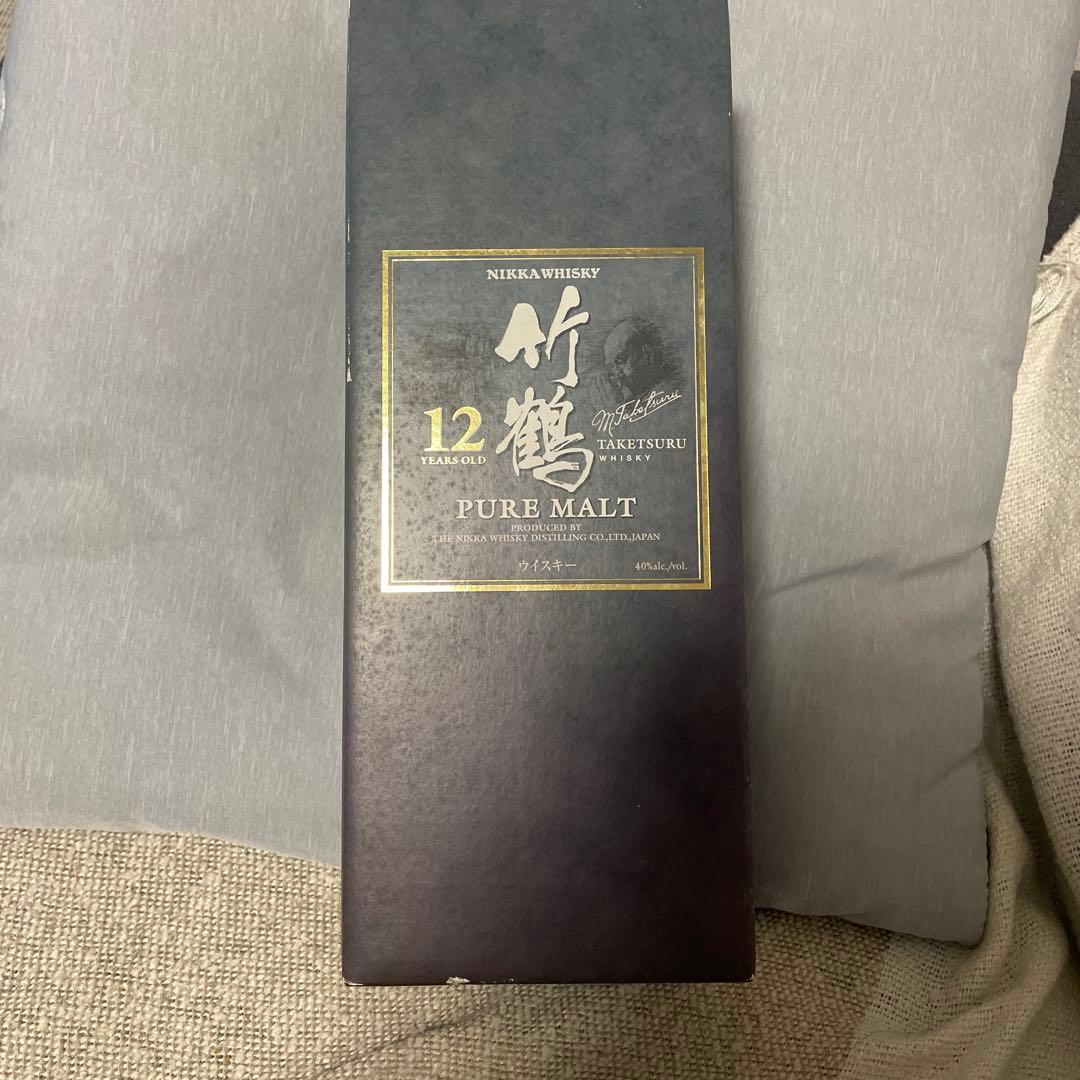 NIKKA WHISKY
竹鶴
12
YEARS OLD
M.Taketsuru
TAKETSURU
WHISKY
PURE MALT
PRODUCED BY
THE NIKKA WHISKY DISTILLING CO.,LTD.,JAPAN
ウイスキー
40%alc./vol.